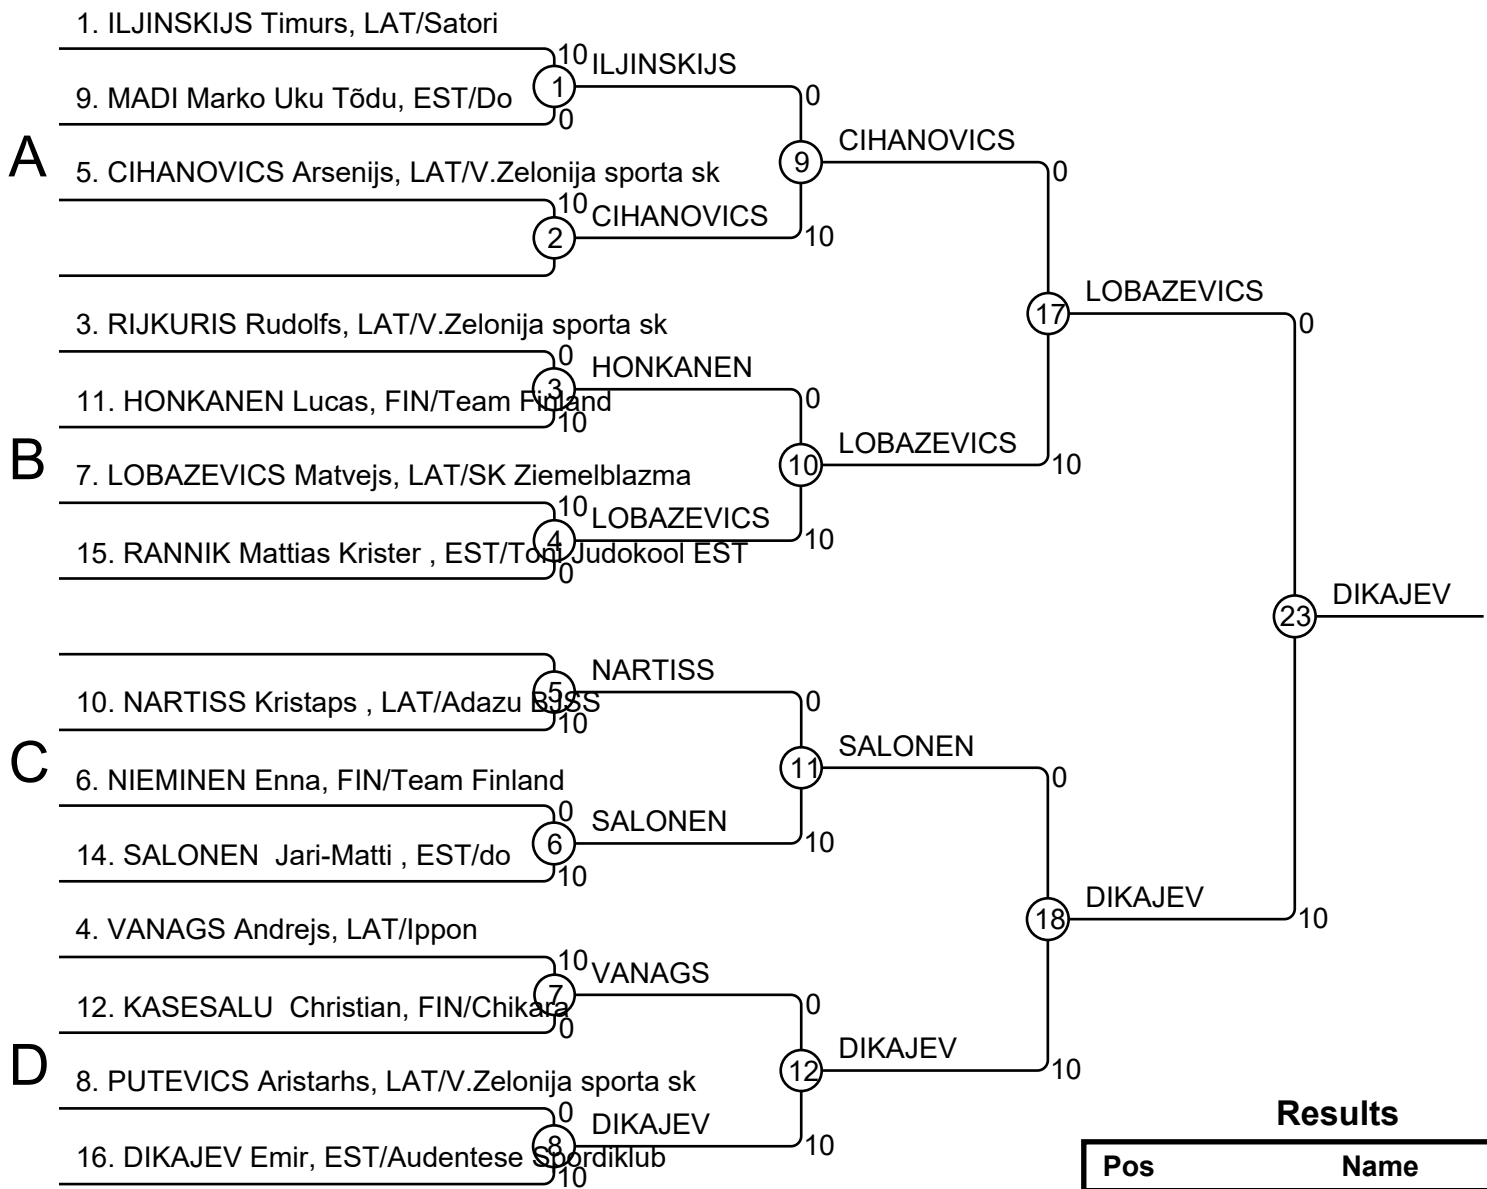 1. ILJINSKIJS Timurs, LAT/Satori
10
ILJINSKIJS
1
0
9. MADI Marko Uku Tõdu, EST/Do
0
A
CIHANOVICS
9
0
5. CIHANOVICS Arsenijs, LAT/V.Zelonija sporta sk
10
CIHANOVICS
2
10
LOBAZEVICS
17
0
3. RIJKURIS Rudolfs, LAT/V.Zelonija sporta sk
0
HONKANEN
3
0
11. HONKANEN Lucas, FIN/Team Finland
10
B
LOBAZEVICS
10
10
7. LOBAZEVICS Matvejs, LAT/SK Ziemelblazma
10
LOBAZEVICS
4
10
15. RANNIK Mattias Krister , EST/Toni Judokool EST
0
DIKAJEV
23
NARTISS
5
0
10. NARTISS Kristaps , LAT/Adazu BJSS
10
C
SALONEN
11
0
6. NIEMINEN Enna, FIN/Team Finland
0
SALONEN
6
10
14. SALONEN  Jari-Matti , EST/do
10
DIKAJEV
18
10
4. VANAGS Andrejs, LAT/Ippon
10
VANAGS
7
0
12. KASESALU  Christian, FIN/Chikara
0
D
DIKAJEV
12
10
8. PUTEVICS Aristarhs, LAT/V.Zelonija sporta sk
0
DIKAJEV
8
10
16. DIKAJEV Emir, EST/Audentese Spordiklub
10
Results
Pos Name